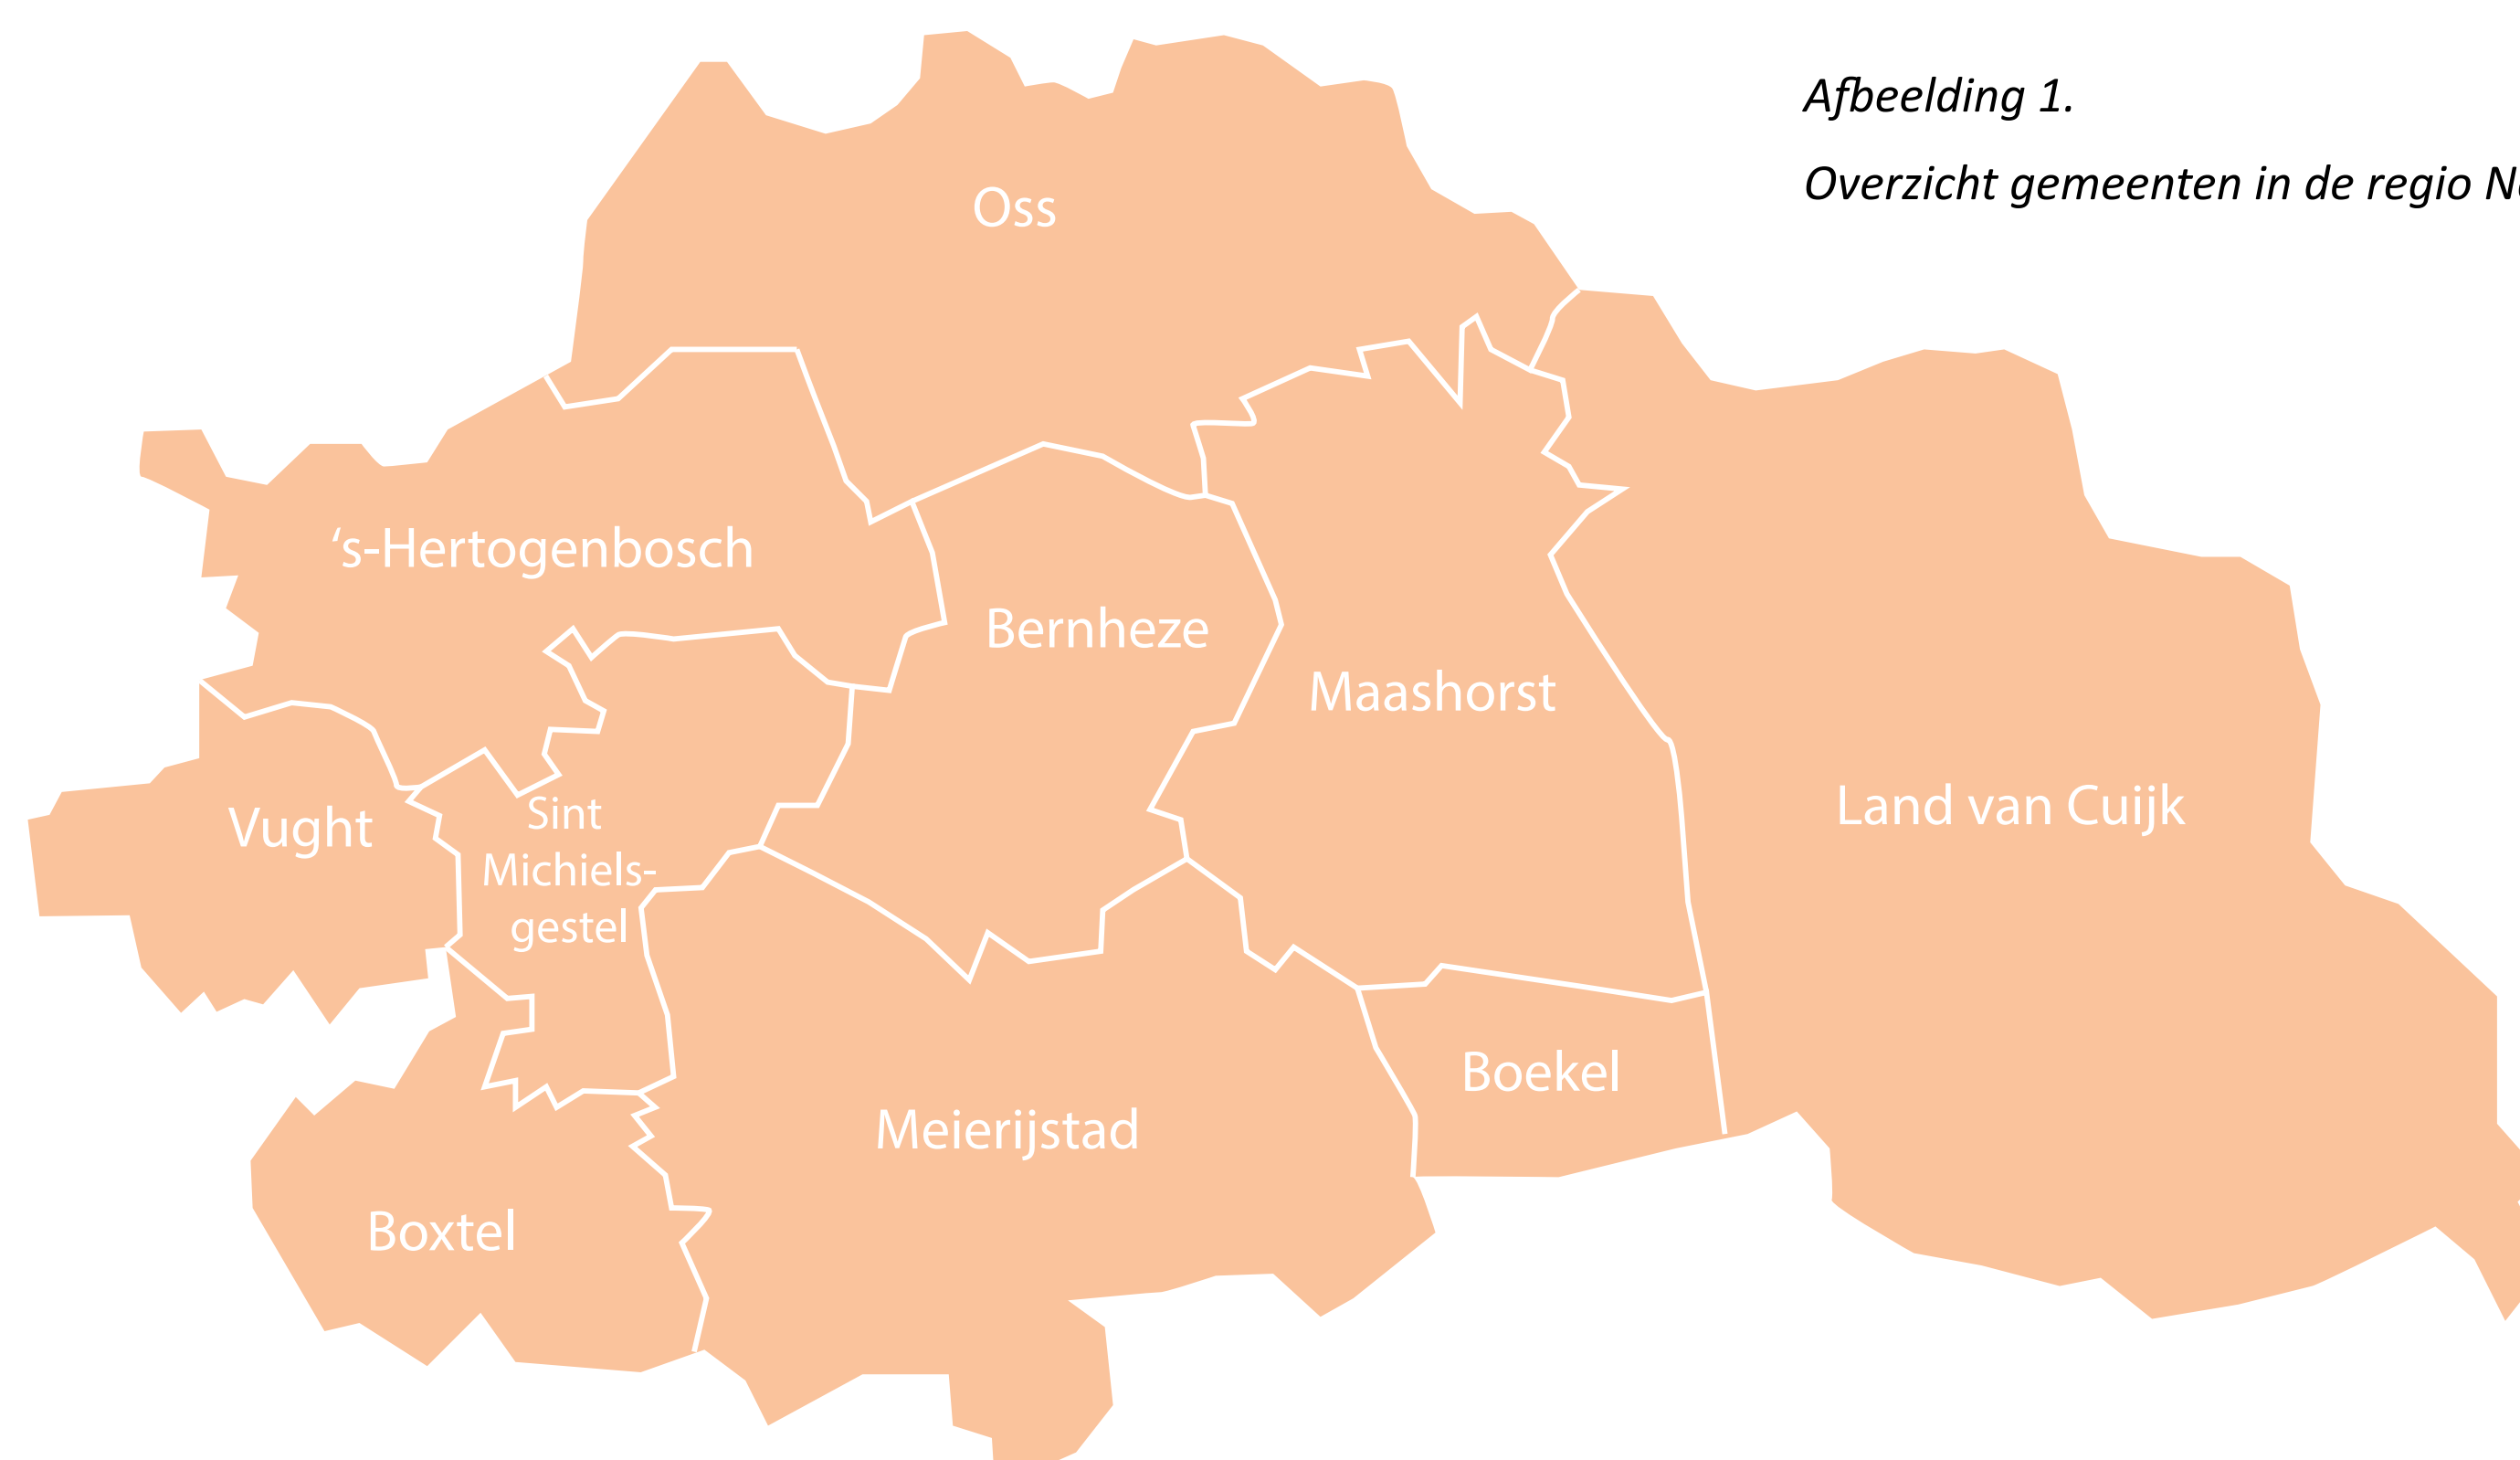 Afbeelding 1.
Overzicht gemeenten in de regio
Oss
‘s-Hertogenbosch
Bernheze
Maashorst
Land van Cuijk
Vught
Sint
Michiels-
gestel
Boekel
Meierijstad
Boxtel